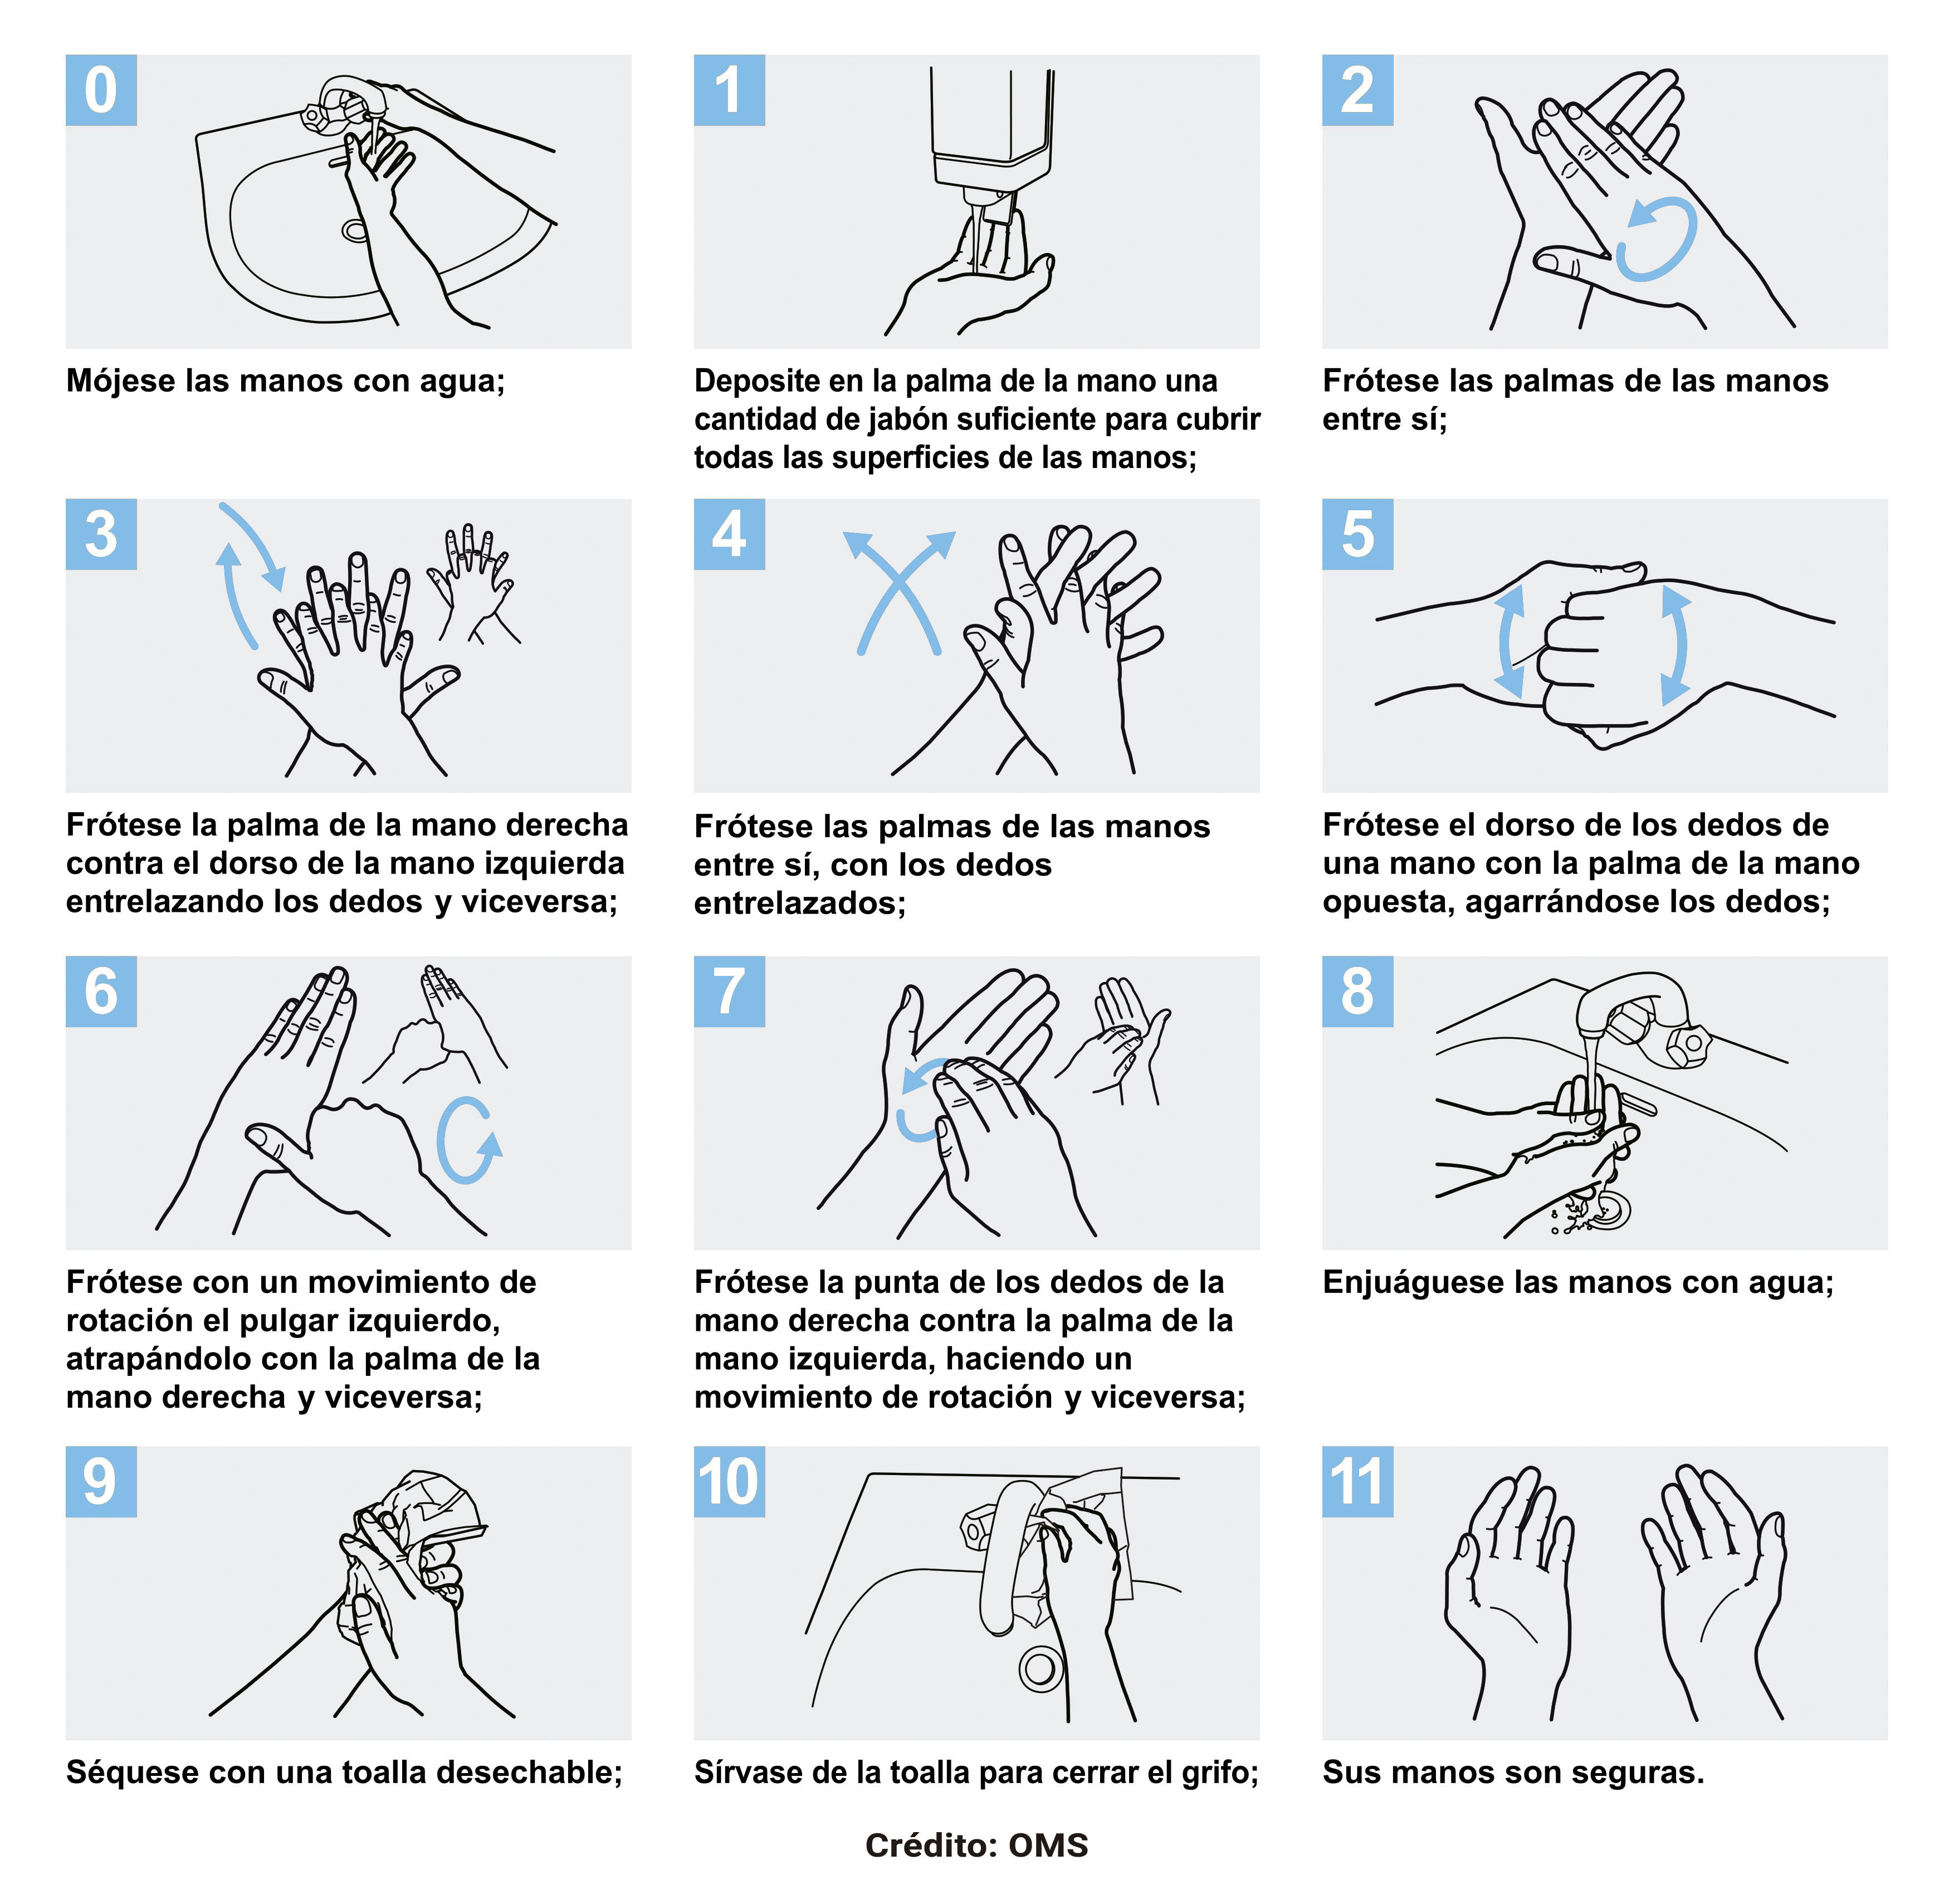 0
Mójese las manos con agua;
1
Deposite en la palma de la mano una
cantidad de jabón suficiente para cubrir
todas las superficies de las manos;
2
Frótese las palmas de las manos
entre sí;
3
Frótese la palma de la mano derecha
contra el dorso de la mano izquierda
entrelazando los dedos y viceversa;
4
Frótese las palmas de las manos
entre sí, con los dedos
entrelazados;
5
Frótese el dorso de los dedos de
una mano con la palma de la mano
opuesta, agarrándose los dedos;
6
Frótese con un movimiento de
rotación el pulgar izquierdo,
atrapándolo con la palma de la
mano derecha y viceversa;
7
Frótese la punta de los dedos de la
mano derecha contra la palma de la
mano izquierda, haciendo un
movimiento de rotación y viceversa;
8
Enjuáguese las manos con agua;
9
Séquese con una toalla desechable;
10
Sírvase de la toalla para cerrar el grifo;
11
Sus manos son seguras.
Crédito: OMS